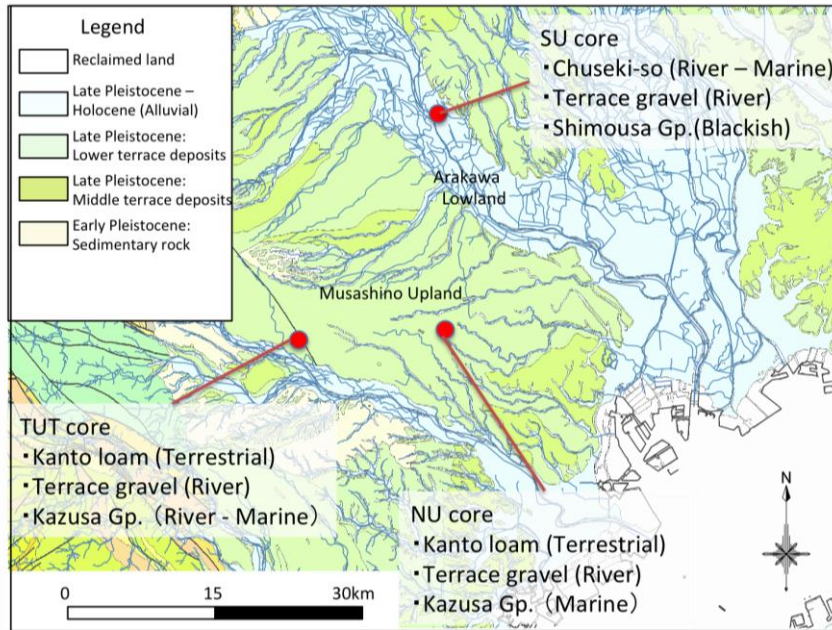 Legend
Reclaimed land
Late Pleistocene –
Holocene (Alluvial)
Late Pleistocene:
Lower terrace deposits
Late Pleistocene:
Middle terrace deposits
Early Pleistocene:
Sedimentary rock
SU core
・Chuseki-so (River – Marine)
・Terrace gravel (River)
・Shimousa Gp.(Blackish)
Arakawa
Lowland
Musashino Upland
TUT core
・Kanto loam (Terrestrial)
・Terrace gravel (River)
・Kazusa Gp. (River - Marine）
NU core
・Kanto loam (Terrestrial)
・Terrace gravel (River)
・Kazusa Gp.（Marine）
N
0 15 30km